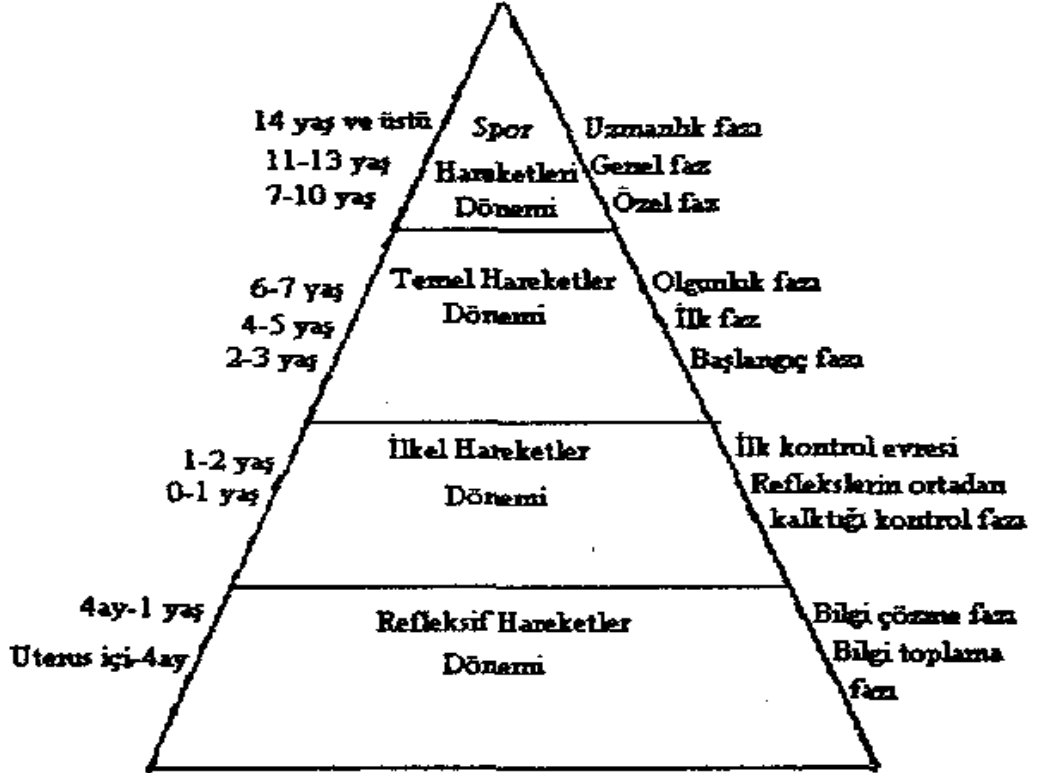 14 yaş ve üstü Spor Uzmanlık fazı
11-13 yaş Hareketleri Genel faz
7-10 yaş Dönemi Özel faz
6-7 yaş Temel Hareketler Olgunluk fazı
4-5 yaş Dönemi İlk faz
2-3 yaş Başlangıç fazı
1-2 yaş İlkel Hareketler İlk kontrol evresi
0-1 yaş Dönemi Reflekslerin ortadan
kalktığı kontrol fazı
4ay-1 yaş Refleksif Hareketler Bilgi çözme fazı
Uterus içi-4ay Dönemi Bilgi toplama
fazı